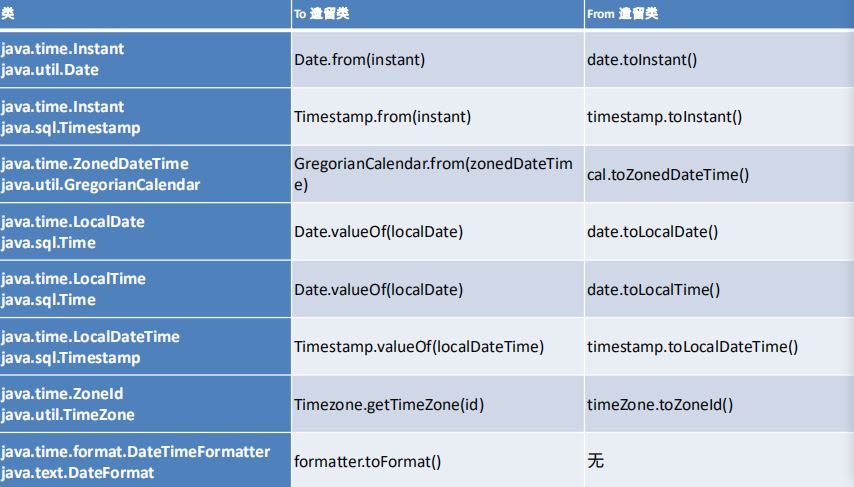 类 To 遗留类 From 遗留类
java.time.Instant
java.util.Date
Date.from(instant)
date.toInstant()
java.time.Instant
java.sql.Timestamp
Timestamp.from(instant)
timestamp.toInstant()
java.time.ZonedDateTime
java.util.GregorianCalendar
GregorianCalendar.from(zonedDateTim
e)
cal.toZonedDateTime()
java.time.LocalDate
java.sql.Time
Date.valueOf(localDate)
date.toLocalDate()
java.time.LocalTime
java.sql.Time
Date.valueOf(localDate)
date.toLocalTime()
java.time.LocalDateTime
java.sql.Timestamp
Timestamp.valueOf(localDateTime)
timestamp.toLocalDateTime()
java.time.ZoneId
java.util.TimeZone
Timezone.getTimeZone(id)
timeZone.toZoneId()
java.time.format.DateTimeFormatter
java.text.DateFormat
formatter.toFormat()
无